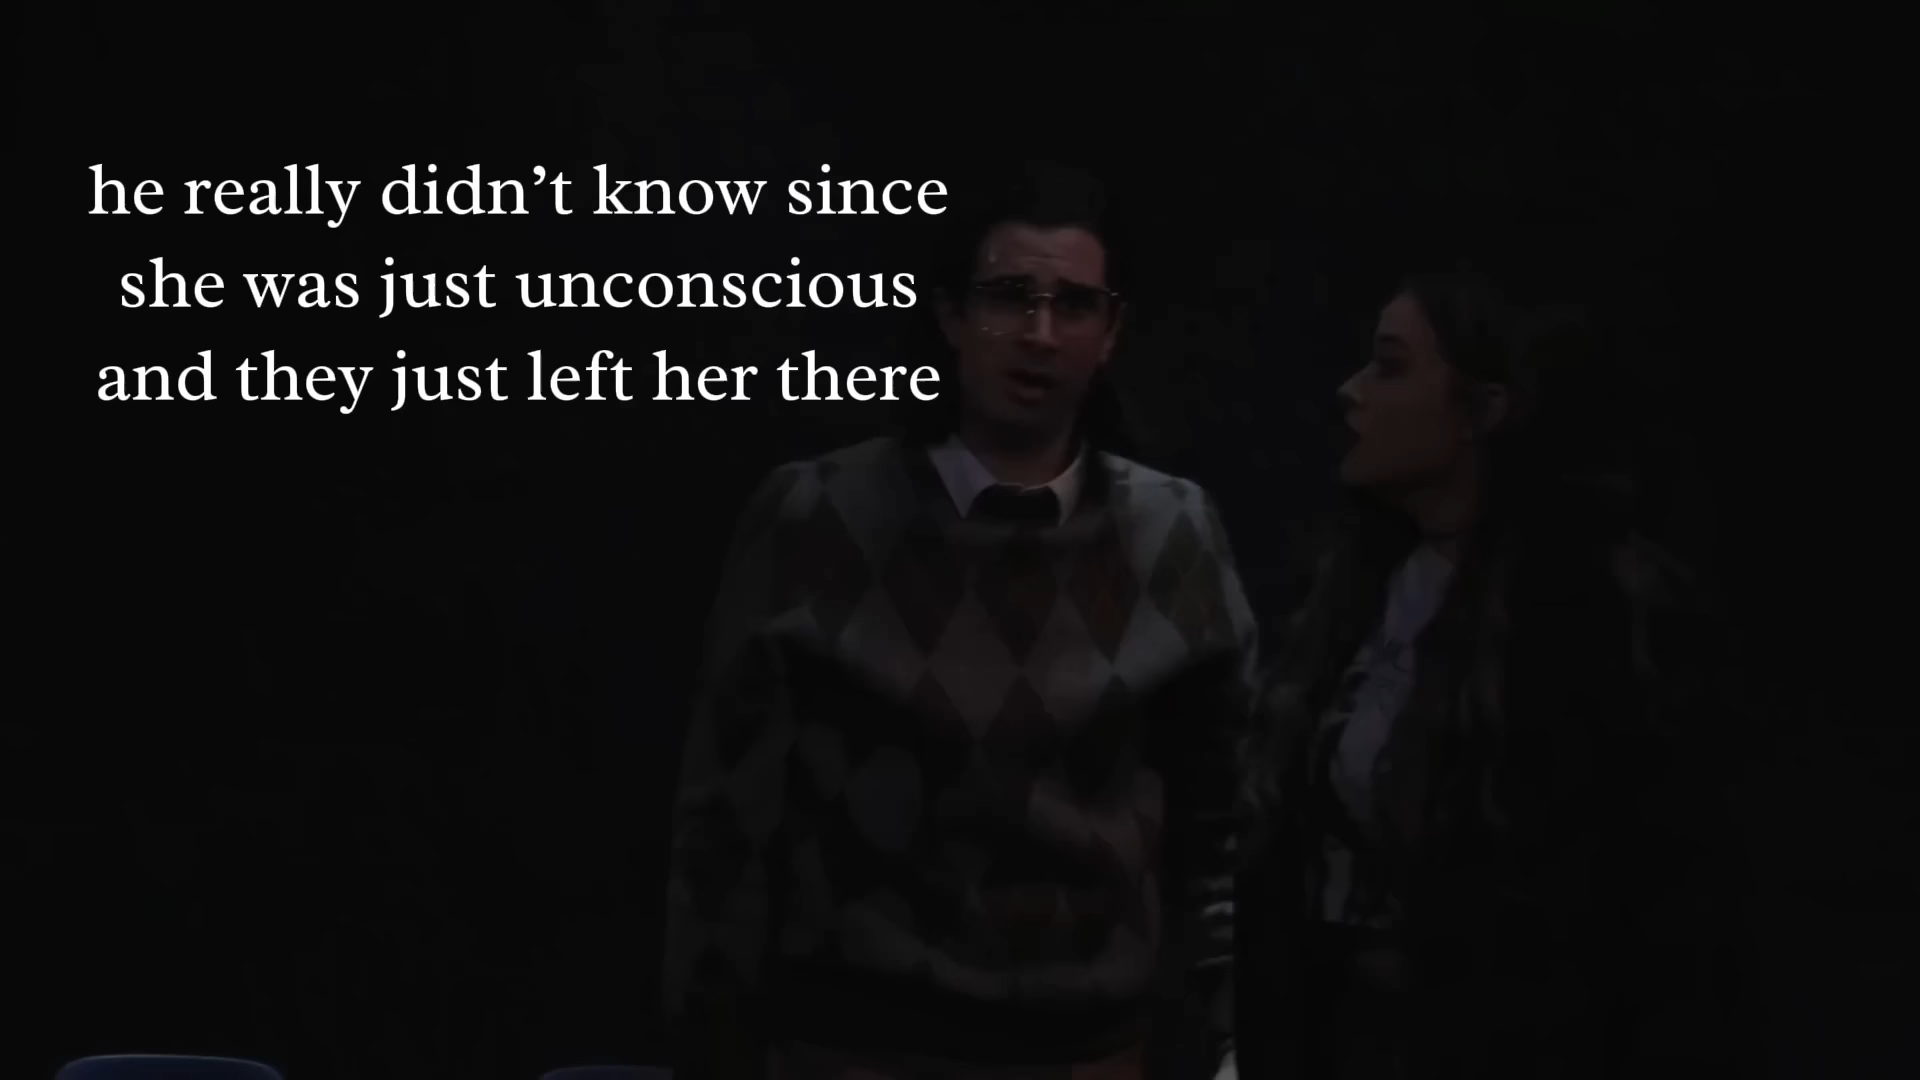 he really didn’t know since
she was just unconscious
and they just left her there